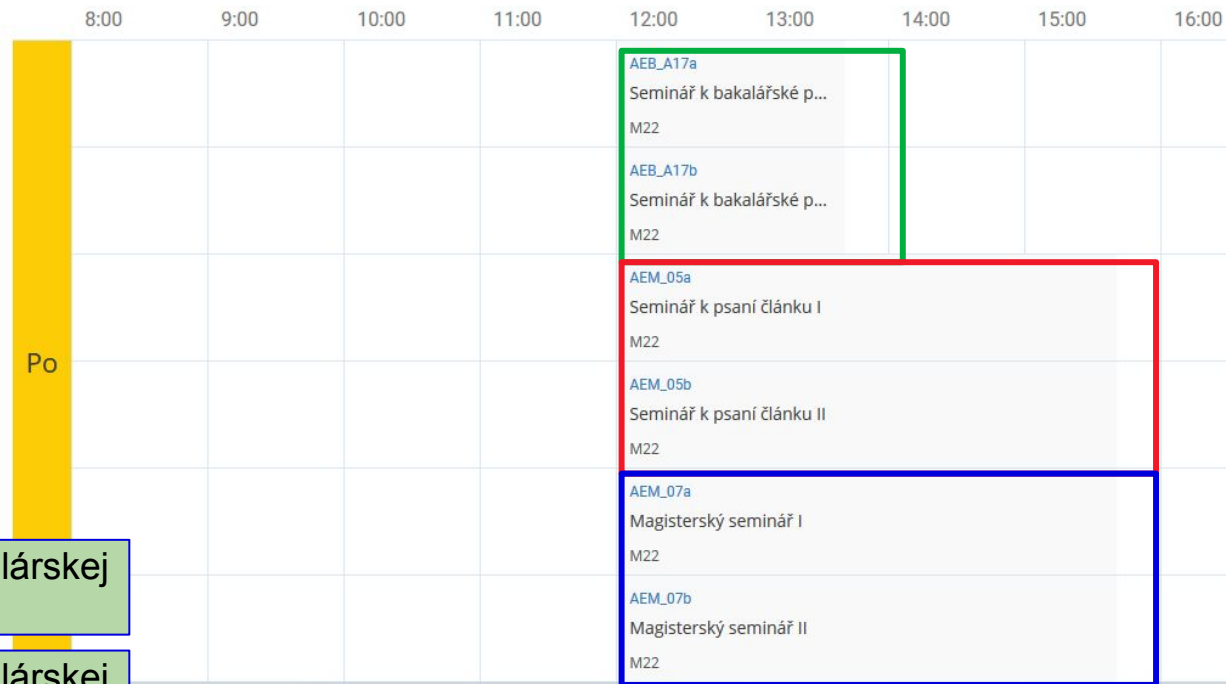 8:00 9:00 10:00 11:00 12:00 13:00 14:00 15:00 16:00
Po
AEB_A17a
Seminář k bakalářské p...
M22
AEB_A17b
Seminář k bakalářské p...
M22
AEM_05a
Seminář k psaní článku I
M22
AEM_05b
Seminář k psaní článku II
M22
AEM_07a
Magisterský seminář I
M22
AEM_07b
Magisterský seminář II
M22
lárskej
lárskej